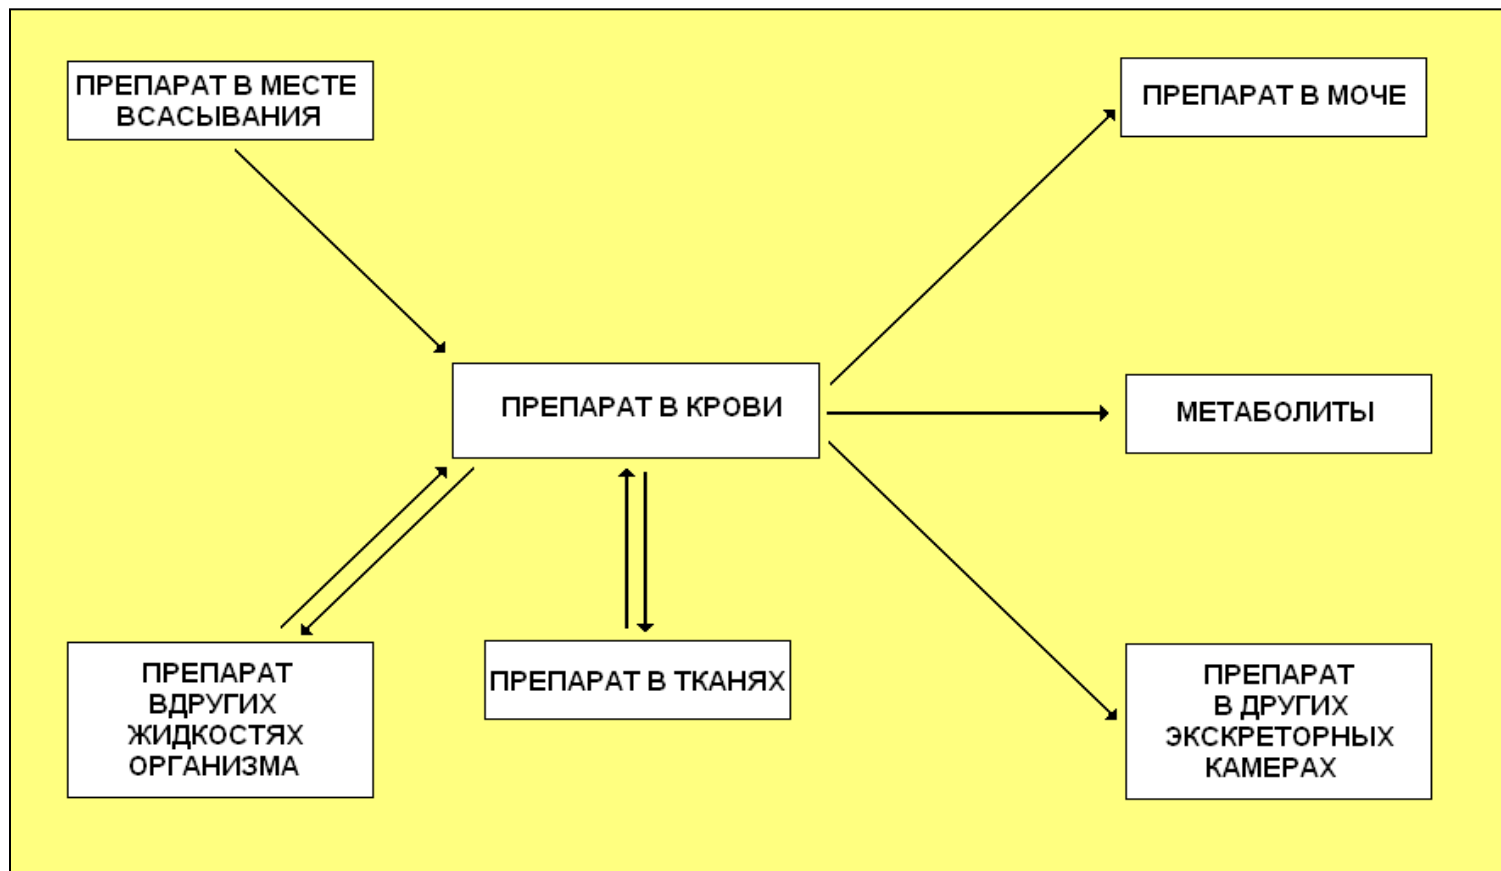 ПРЕПАРАТ В МЕСТЕ
ВСАСЫВАНИЯ
ПРЕПАРАТ В МОЧЕ
ПРЕПАРАТ В КРОВИ
МЕТАБОЛИТЫ
ПРЕПАРАТ
ВДРУГИХ
ЖИДКОСТЯХ
ОРГАНИЗМА
ПРЕПАРАТ В ТКАНЯХ
ПРЕПАРАТ
В ДРУГИХ
ЭКСКРЕТОРНЫХ
КАМЕРАХ